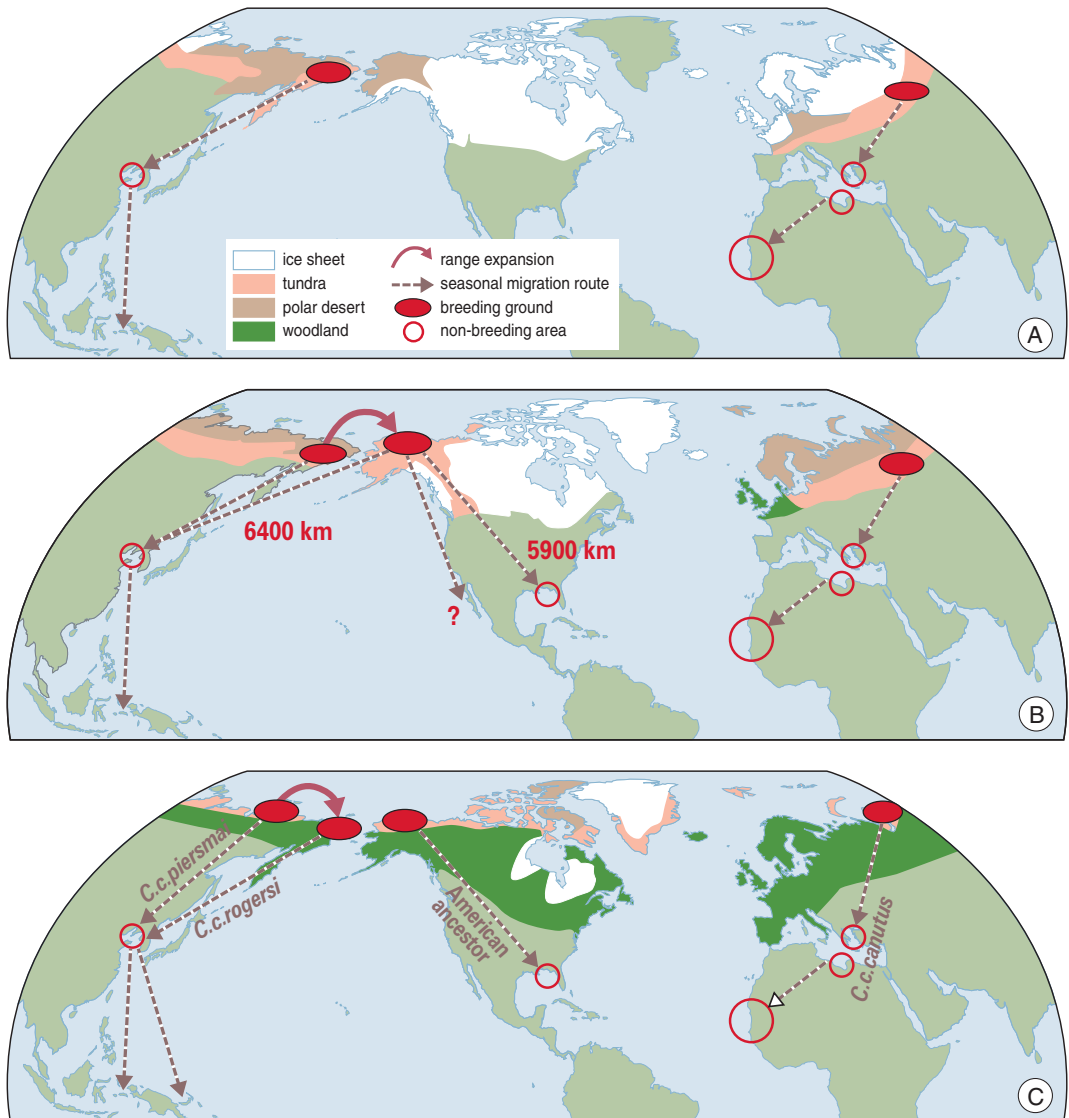 ice sheet
tundra
polar desert
woodland
range expansion
seasonal migration route
breeding ground
non-breeding area
A
6400 km
5900 km
?
B
C.c.piersmai
C.c.rogersi
American
ancestor
C.c.canutus
C